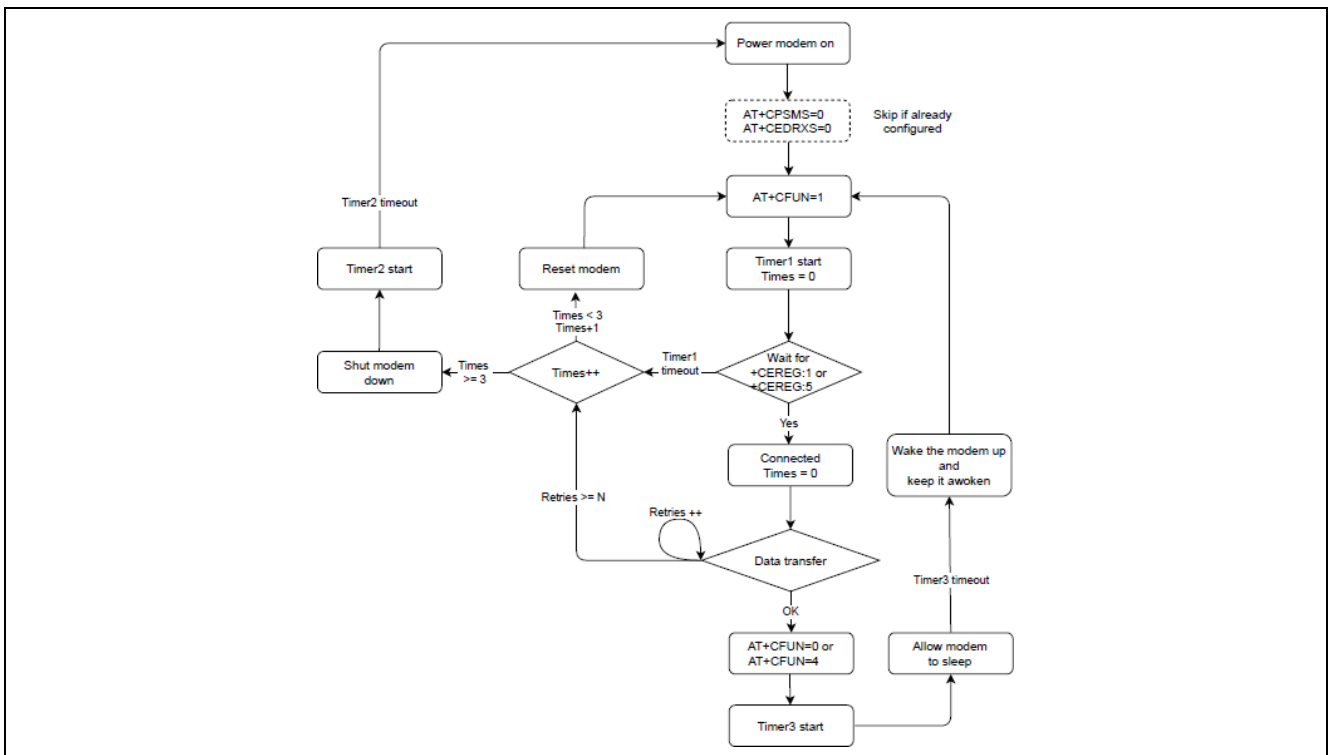 Power modem on
AT+CPSMS=0
AT+CEDRXS=0
Skip if already
configured
AT+CFUN=1
Timer2 timeout
Timer2 start
Reset modem
Timer1 start
Times = 0
Times < 3
Times+1
Shut modem
down
Times
>= 3
Times++
Timer1
timeout
Wait for
+CEREG:1 or
+CEREG:5
Yes
Connected
Times = 0
Wake the modem up
and
keep it awoken
Retries >= N
Retries ++
Data transfer
Timer3 timeout
OK
AT+CFUN=0 or
AT+CFUN=4
Allow modem
to sleep
Timer3 start